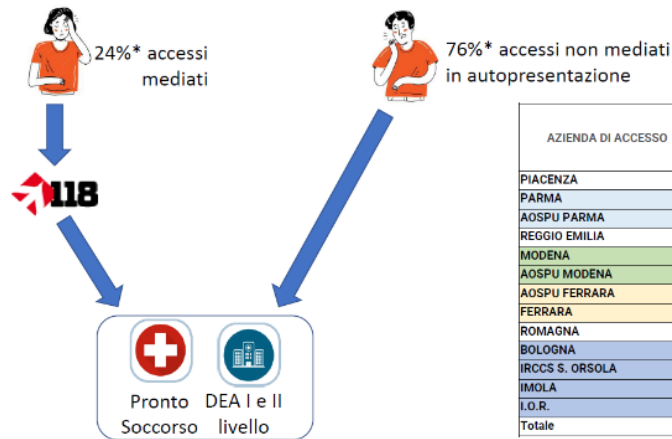 24%* accessi
mediati
76%* accessi non mediati
in autopresentazione
118
Pronto
Soccorso
DEA I e II
livello
AZIENDA DI ACCESSO
PIACENZA
PARMA
AOSPU PARMA
REGGIO EMILIA
MODENA
AOSPU MODENA
AOSPU FERRARA
FERRARA
ROMAGNA
BOLOGNA
IRCCS S. ORSOLA
IMOLA
I.O.R.
Totale